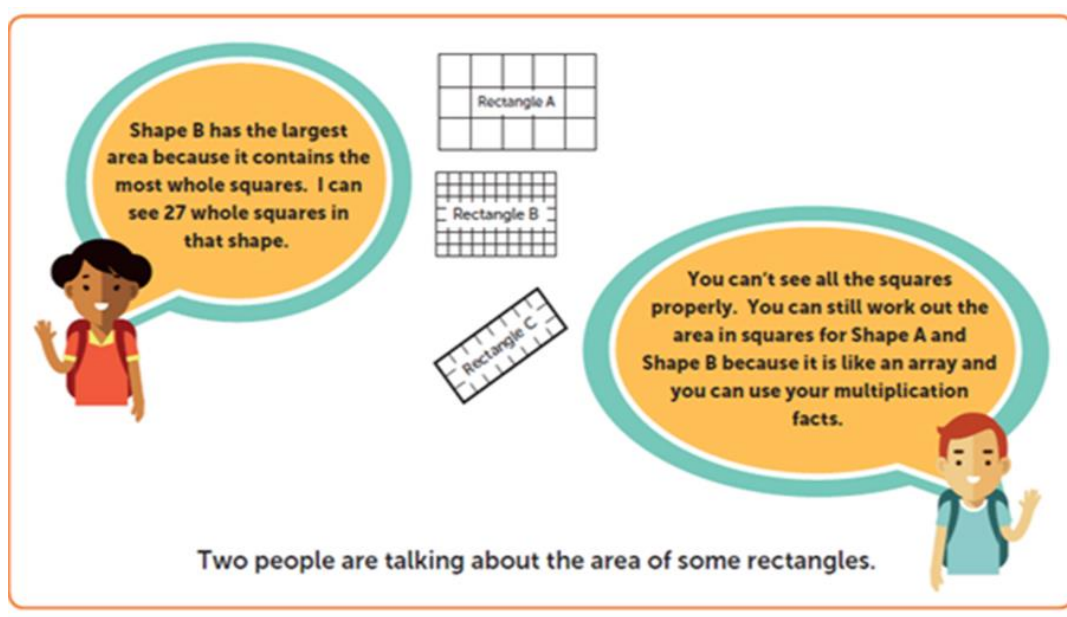 Shape B has the largest
area because it contains the
most whole squares. I can
see 27 whole squares in
that shape.
Rectangle A
Rectangle B
Rectangle C
You can't see all the squares
properly. You can still work out the
area in squares for Shape A and
Shape B because it is like an array and
you can use your multiplication
facts.
Two people are talking about the area of some rectangles.